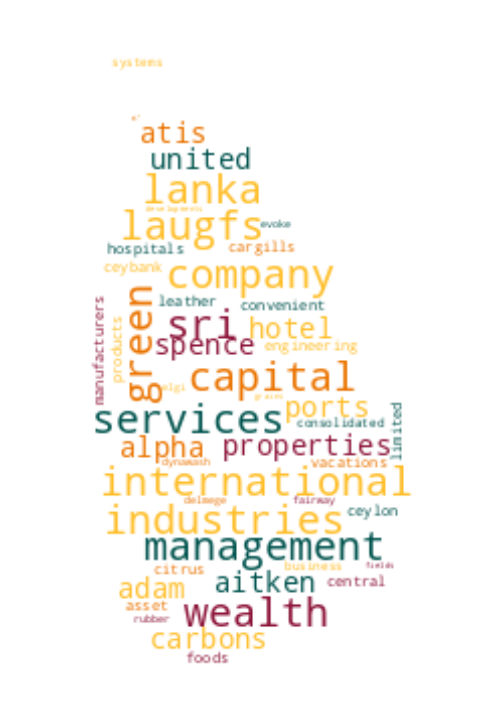 systems
atis
united
lanka
developments
laugfs
evoke
hospitals
cargills
ceybank
company
leather
convenient
manufacturers
products
green
sri
hotel
spence
engineering
elgi
capital
grains
services
ports
consolidated
limited
alpha
properties
dynawash
vacations
international
delmege
fairway
industries
ceylon
management
citrus
business
fields
adam
aitken
central
asset
rubber
wealth
carbons
foods